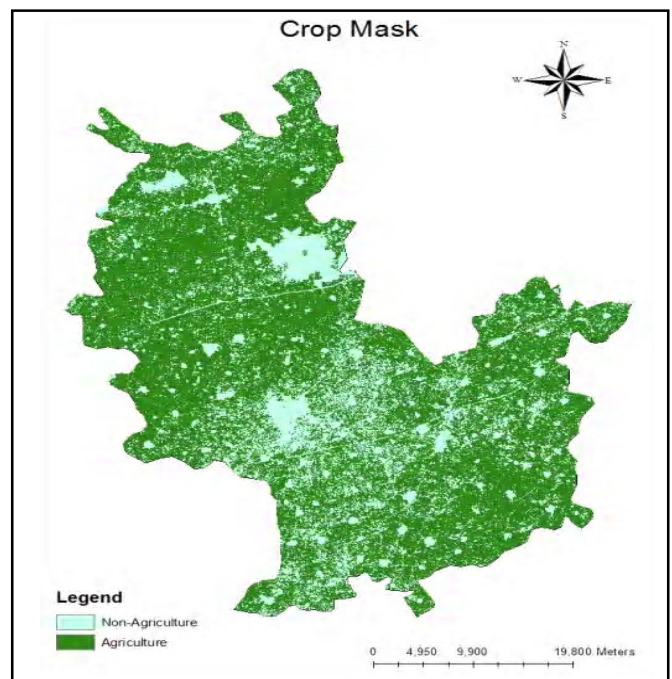 Crop Mask
N
W E
S
Legend
Non-Agriculture
Agriculture
0 4,950 9,900 19,800 Meters